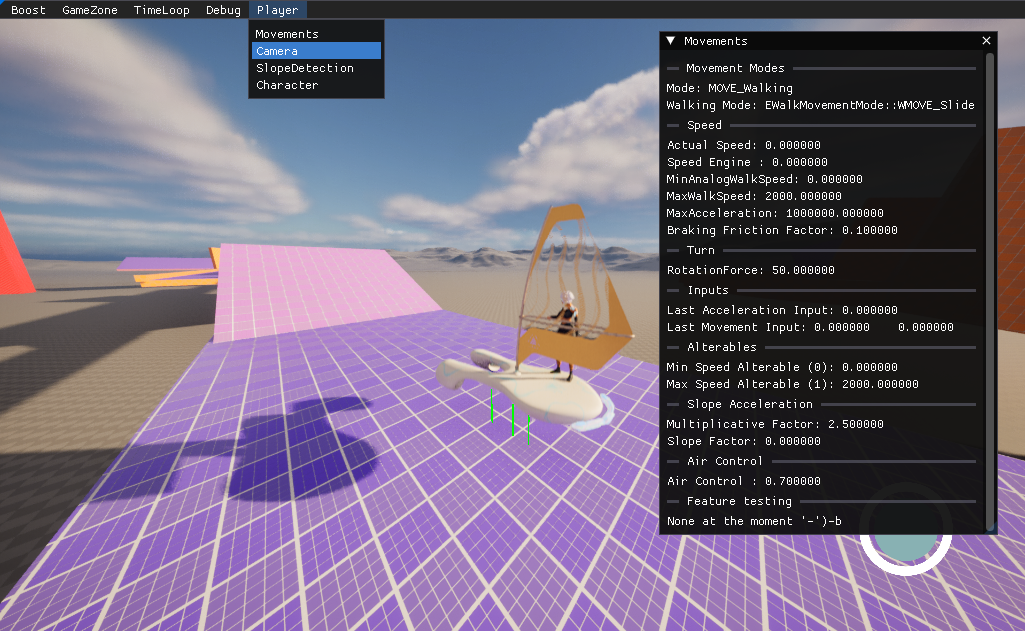 Boost GameZone TimeLoop Debug Player
Movements
Camera
SlopeDetection
Character
Movements
Movement Modes
Mode: MOVE_Walking
Walking Mode: EWalkMovementMode::WMOVE_Slide
Speed
Actual Speed: 0.000000
Speed Engine : 0.000000
MinAnalogWalkSpeed: 0.000000
MaxWalkSpeed: 2000.000000
MaxAcceleration: 1000000.000000
Braking Friction Factor: 0.100000
Turn
RotationForce: 50.000000
Inputs
Last Acceleration Input: 0.000000
Last Movement Input: 0.000000 0.000000
Alterables
Min Speed Alterable (0): 0.000000
Max Speed Alterable (1): 2000.000000
Slope Acceleration
Multiplicative Factor: 2.500000
Slope Factor: 0.000000
Air Control
Air Control : 0.700000
Feature testing
None at the moment '-')-b